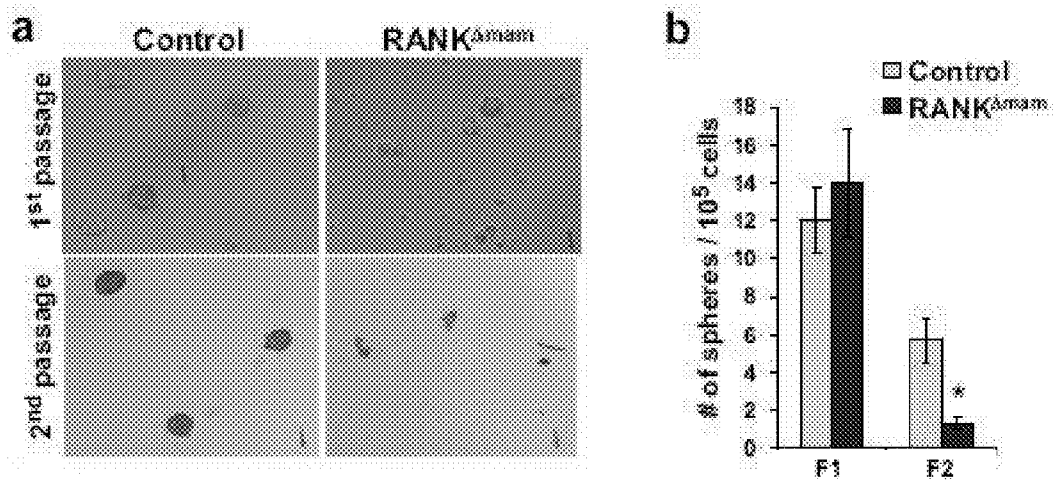 a
Control RANKΔmam
1st passage
2nd passage
b
Control
RANKΔmam
# of spheres / 10⁵ cells
18
16
14
12
10
8
6
4
2
0
*
F1 F2